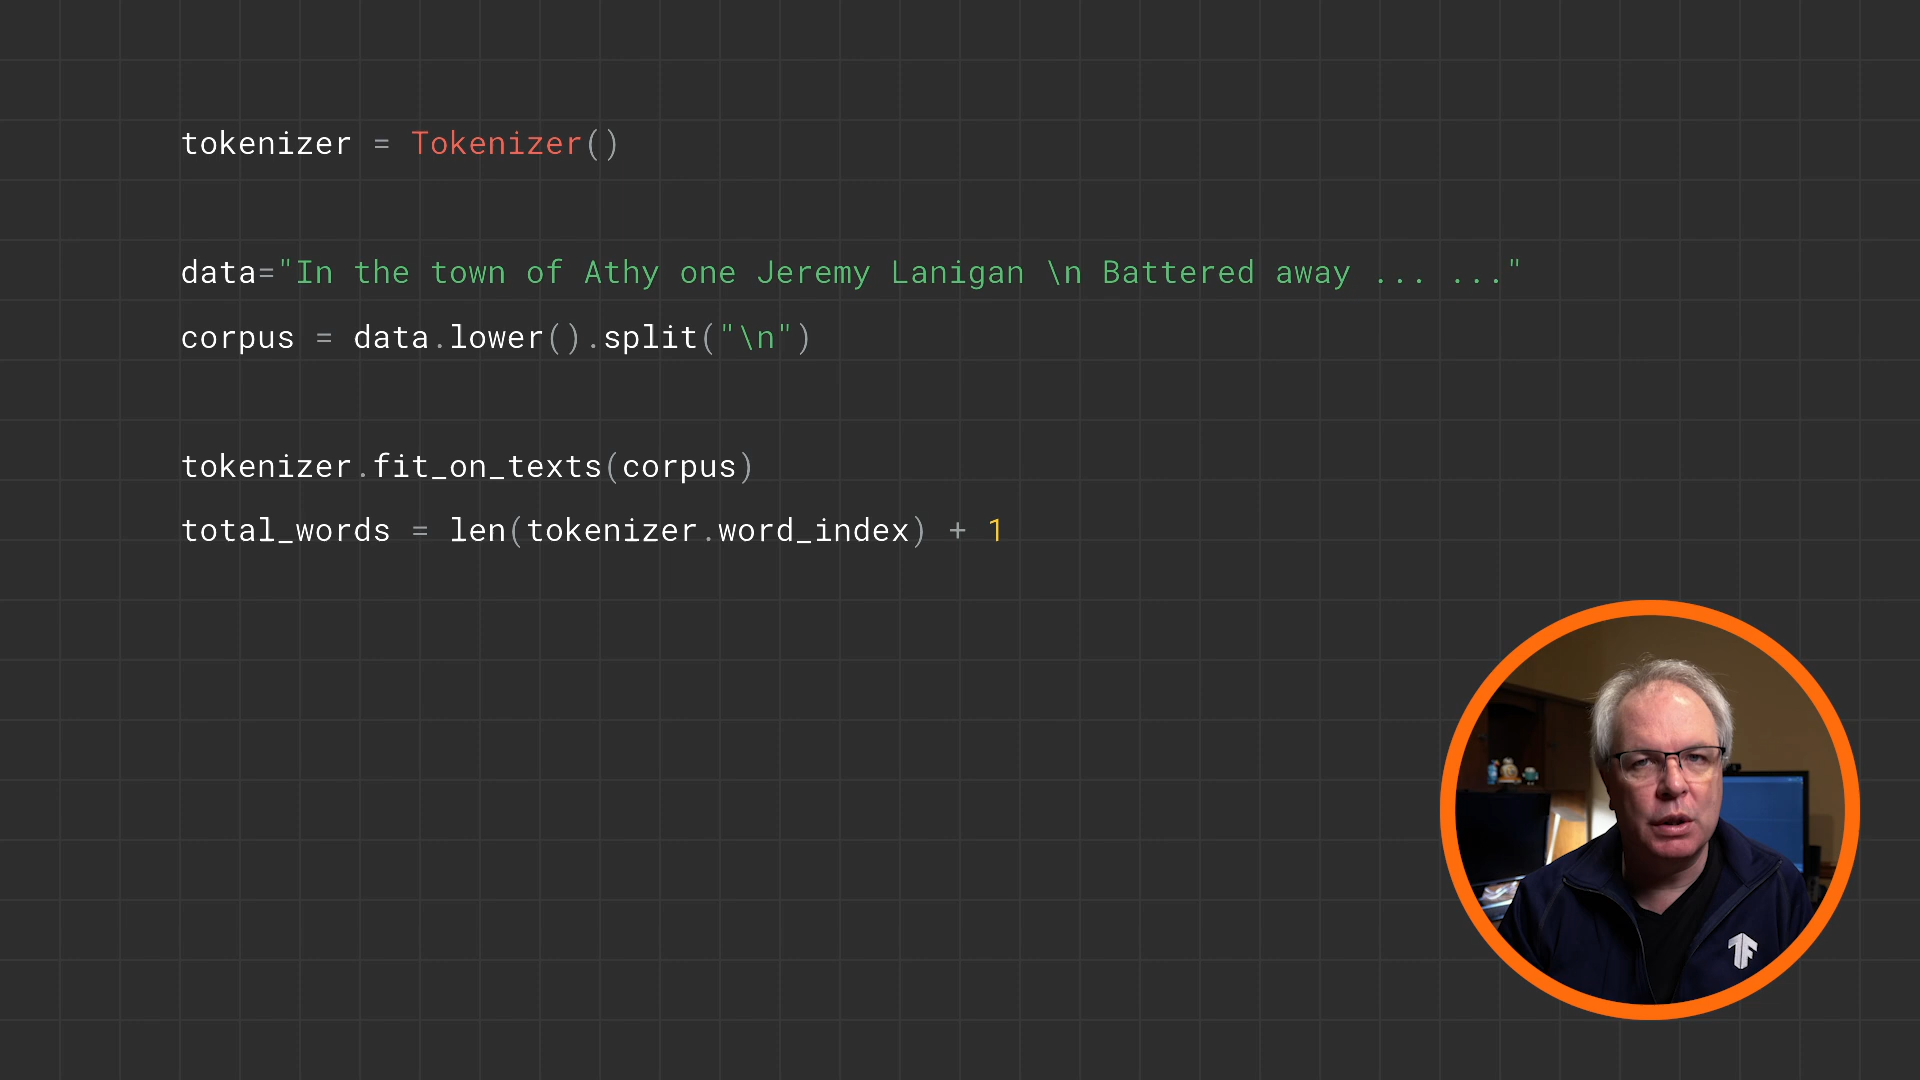 tokenizer = Tokenizer()
data="In the town of Athy one Jeremy Lanigan \n Battered away ... ..."
corpus = data.lower().split("\n")
tokenizer.fit_on_texts(corpus)
total_words = len(tokenizer.word_index) + 1